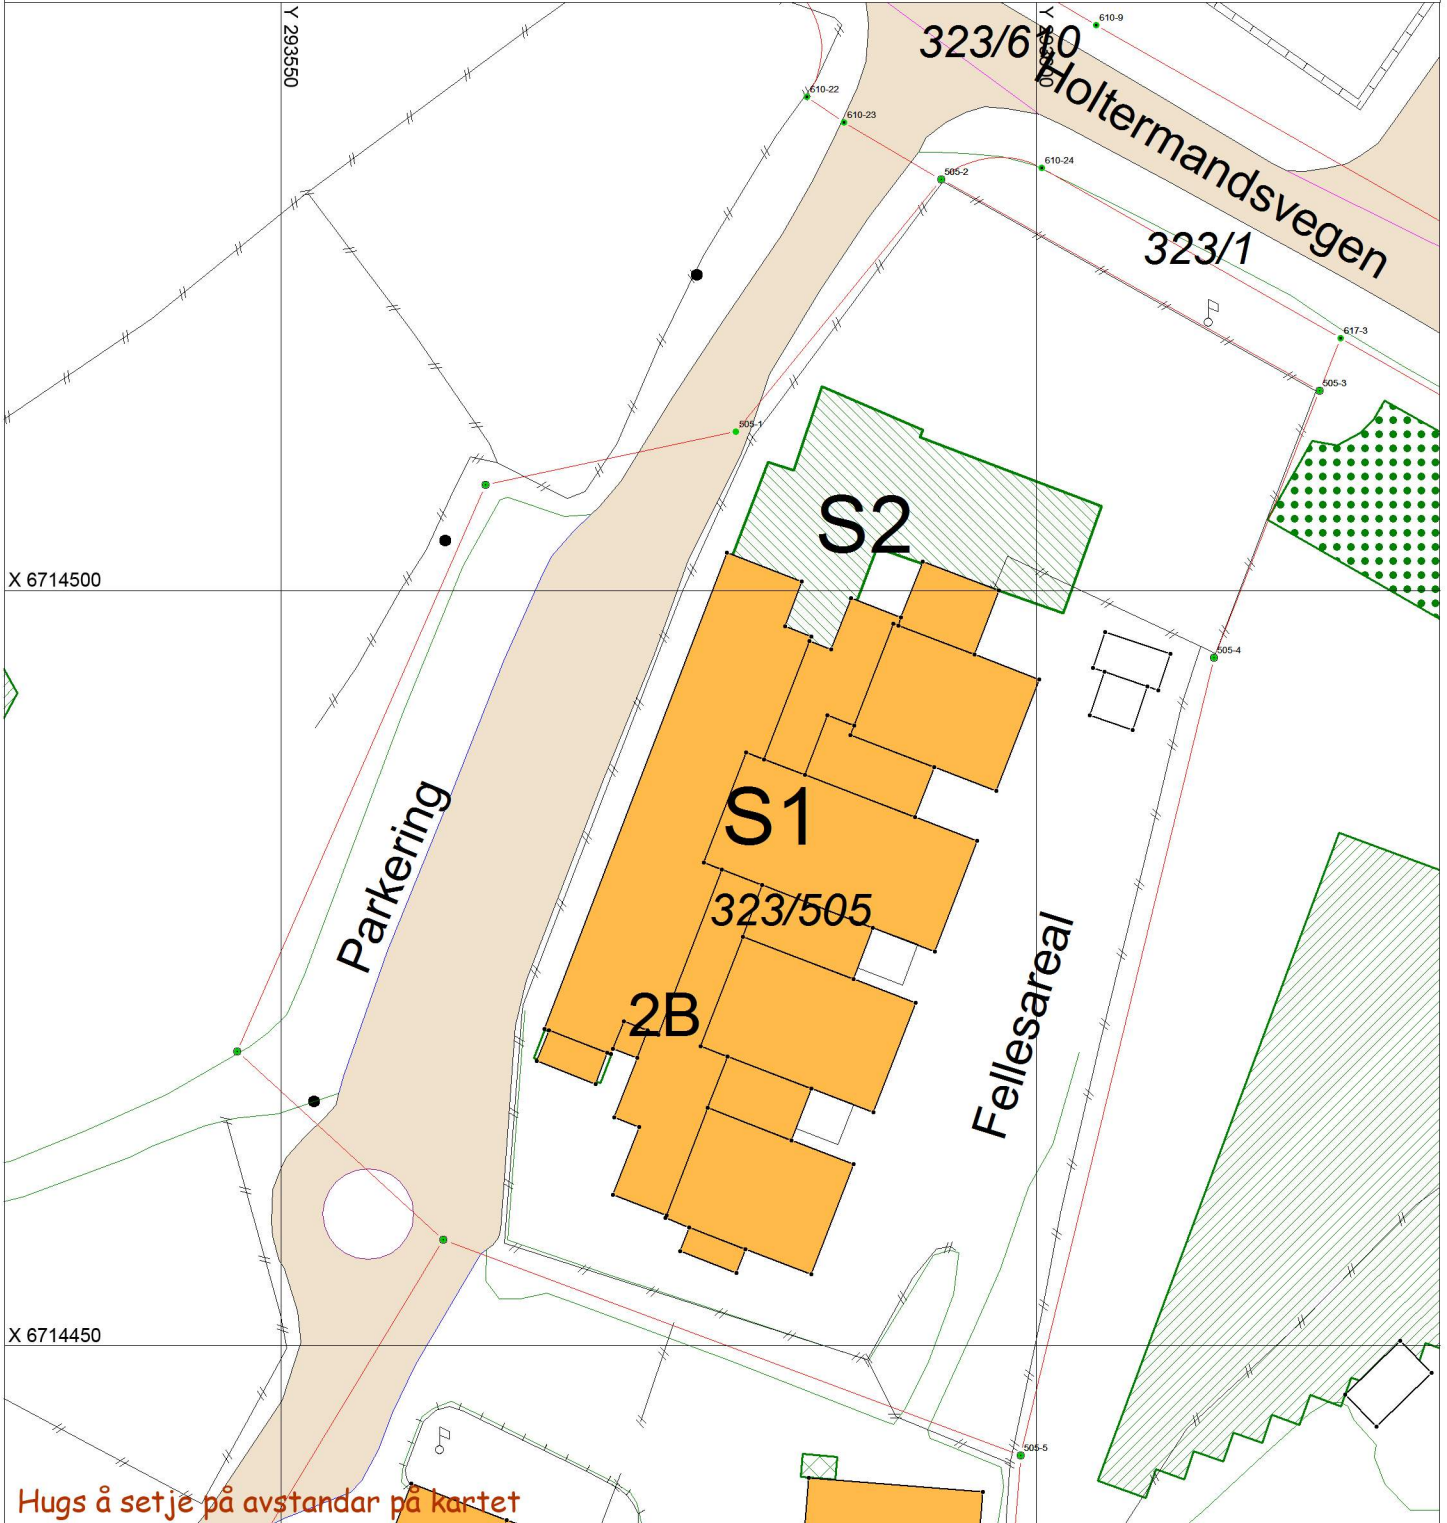 Y 293550
323/610
610-9
610-22
610-23
Holtermandsvegen
610-24
505-2
323/1
617-3
505-3
505-1
S2
X 6714500
505-4
Parkering
S1
323/505
2B
Fellesareal
X 6714450
505-5
Hugs å setje på avstandar på kartet